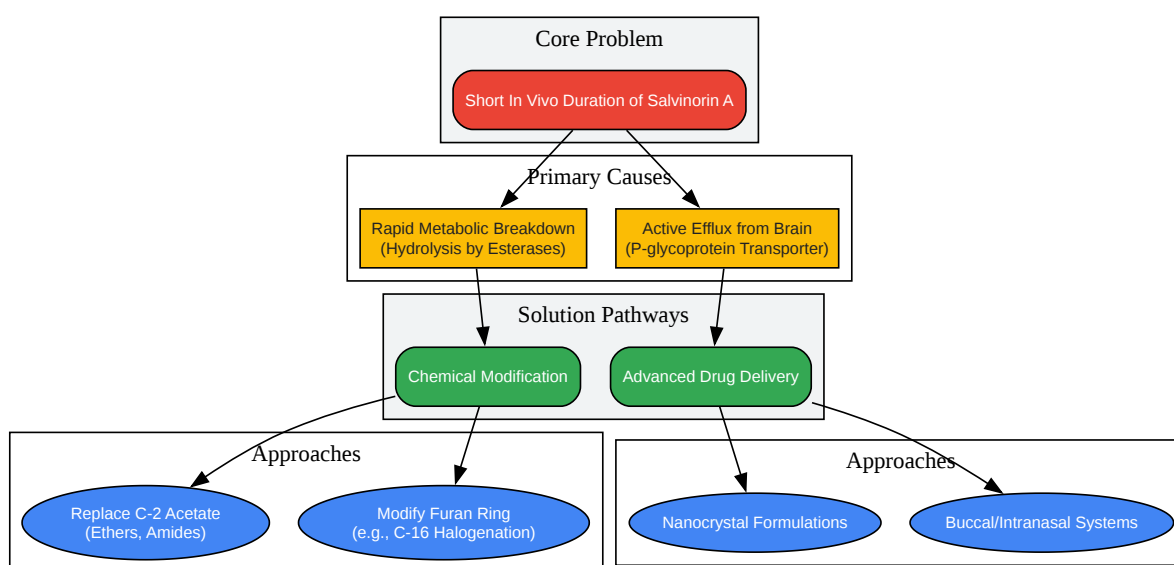 Core Problem
Short In Vivo Duration of Salvinorin A
Primary Causes
Rapid Metabolic Breakdown
(Hydrolysis by Esterases)
Active Efflux from Brain
(P-glycoprotein Transporter)
Solution Pathways
Chemical Modification
Advanced Drug Delivery
Approaches
Replace C-2 Acetate
(Ethers, Amides)
Modify Furan Ring
(e.g., C-16 Halogenation)
Approaches
Nanocrystal Formulations
Buccal/Intranasal Systems